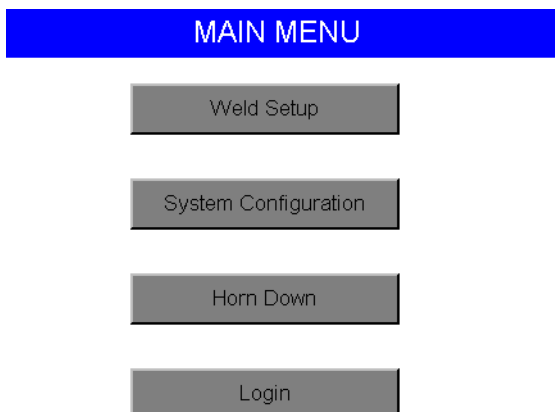 MAIN MENU
Weld Setup
System Configuration
Horn Down
Login